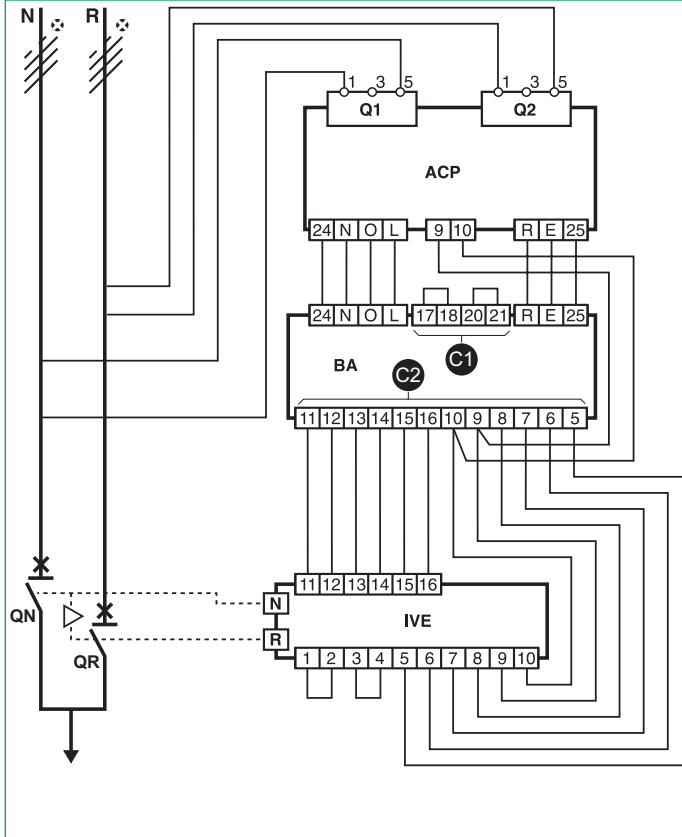 N R
1 3 5 1 3 5
Q1 Q2
ACP
24 N O L 9 10 R E 25
24 N O L 17 18 20 21 R E 25
C1
BA
C2
11 12 13 14 15 16 10 9 8 7 6 5
11 12 13 14 15 16
N
QN
IVE
R
QR
1 2 3 4 5 6 7 8 9 10